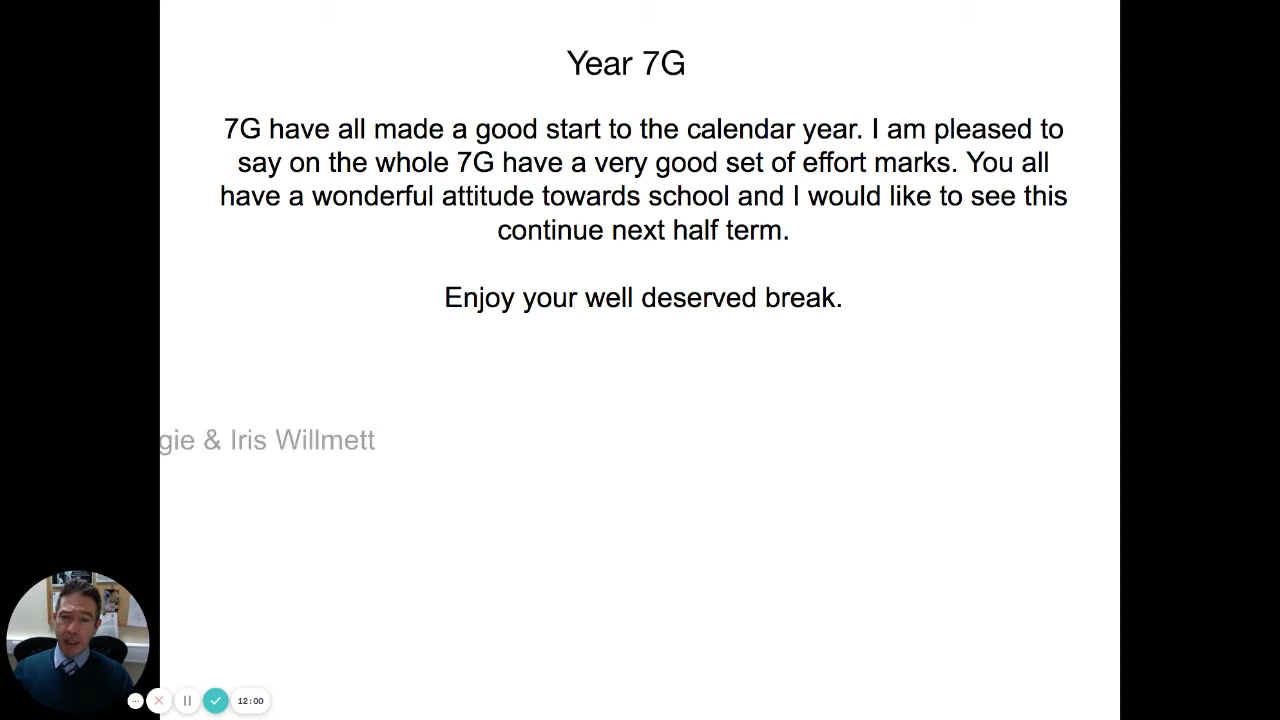 Year 7G
7G have all made a good start to the calendar year. I am pleased to
say on the whole 7G have a very good set of effort marks. You all
have a wonderful attitude towards school and I would like to see this
continue next half term.
Enjoy your well deserved break.
& Iris Willmett
12:00